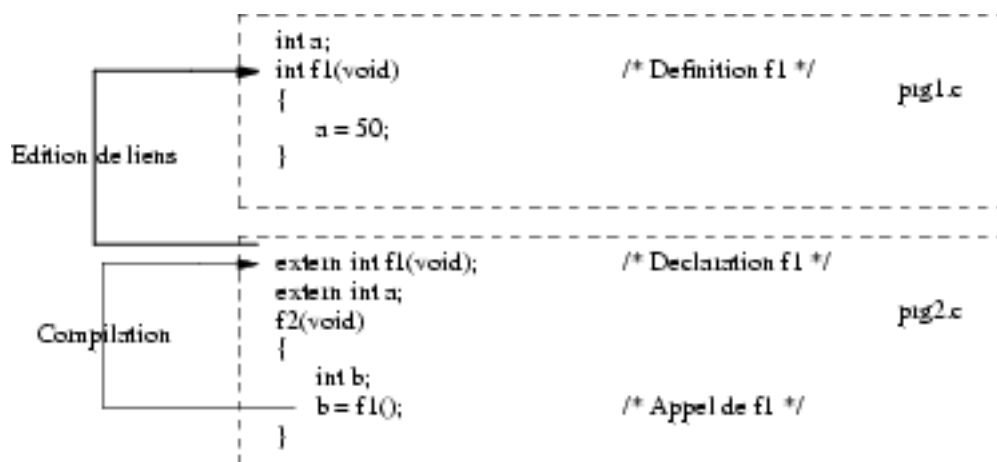 int a;
int f1(void) /* Definition f1 */
prg1.c
{
a = 50;
Edition de liens
}
extern int f1(void); /* Declaration f1 */
extern int a;
prg2.c
f2(void)
Compilation
{
int b;
b = f1(); /* Appel de f1 */
}